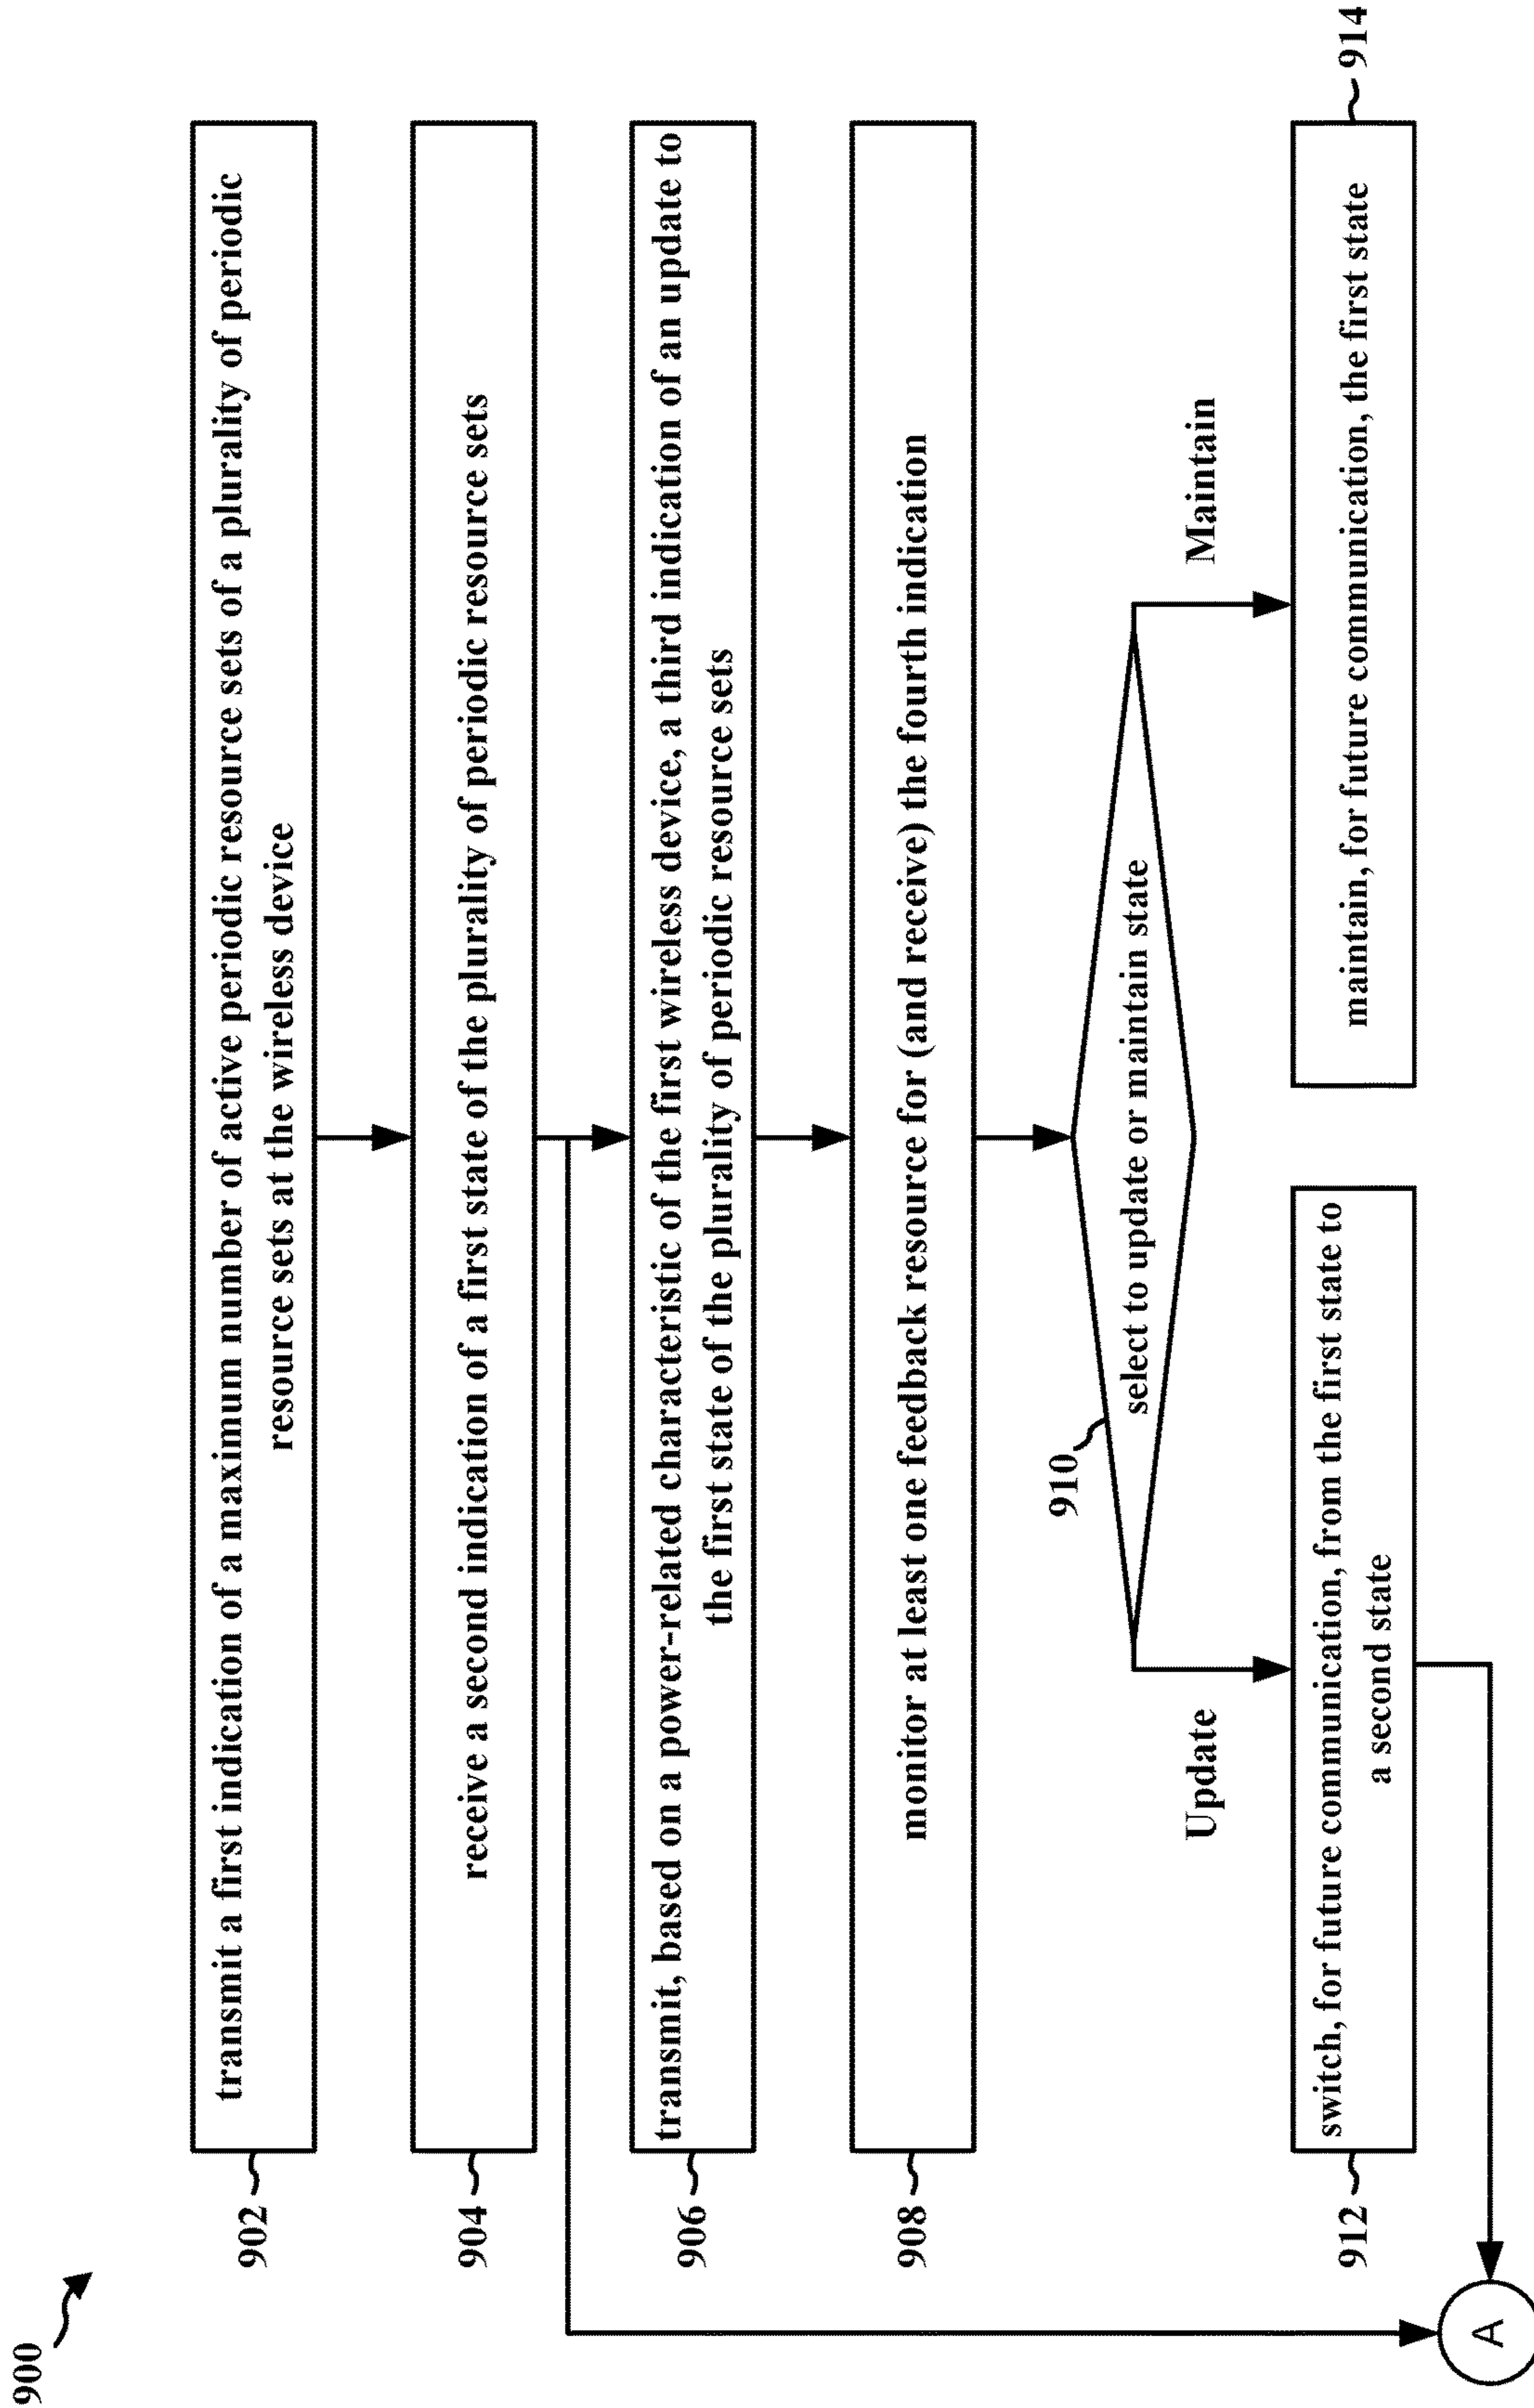 900
902
transmit a first indication of a maximum number of active periodic resource sets of a plurality of periodic
resource sets at the wireless device
904
receive a second indication of a first state of the plurality of periodic resource sets
906
transmit, based on a power-related characteristic of the first wireless device, a third indication of an update to
the first state of the plurality of periodic resource sets
908
monitor at least one feedback resource for (and receive) the fourth indication
910
select to update or maintain state
Update
Maintain
912
switch, for future communication, from the first state to
a second state
maintain, for future communication, the first state
914
A